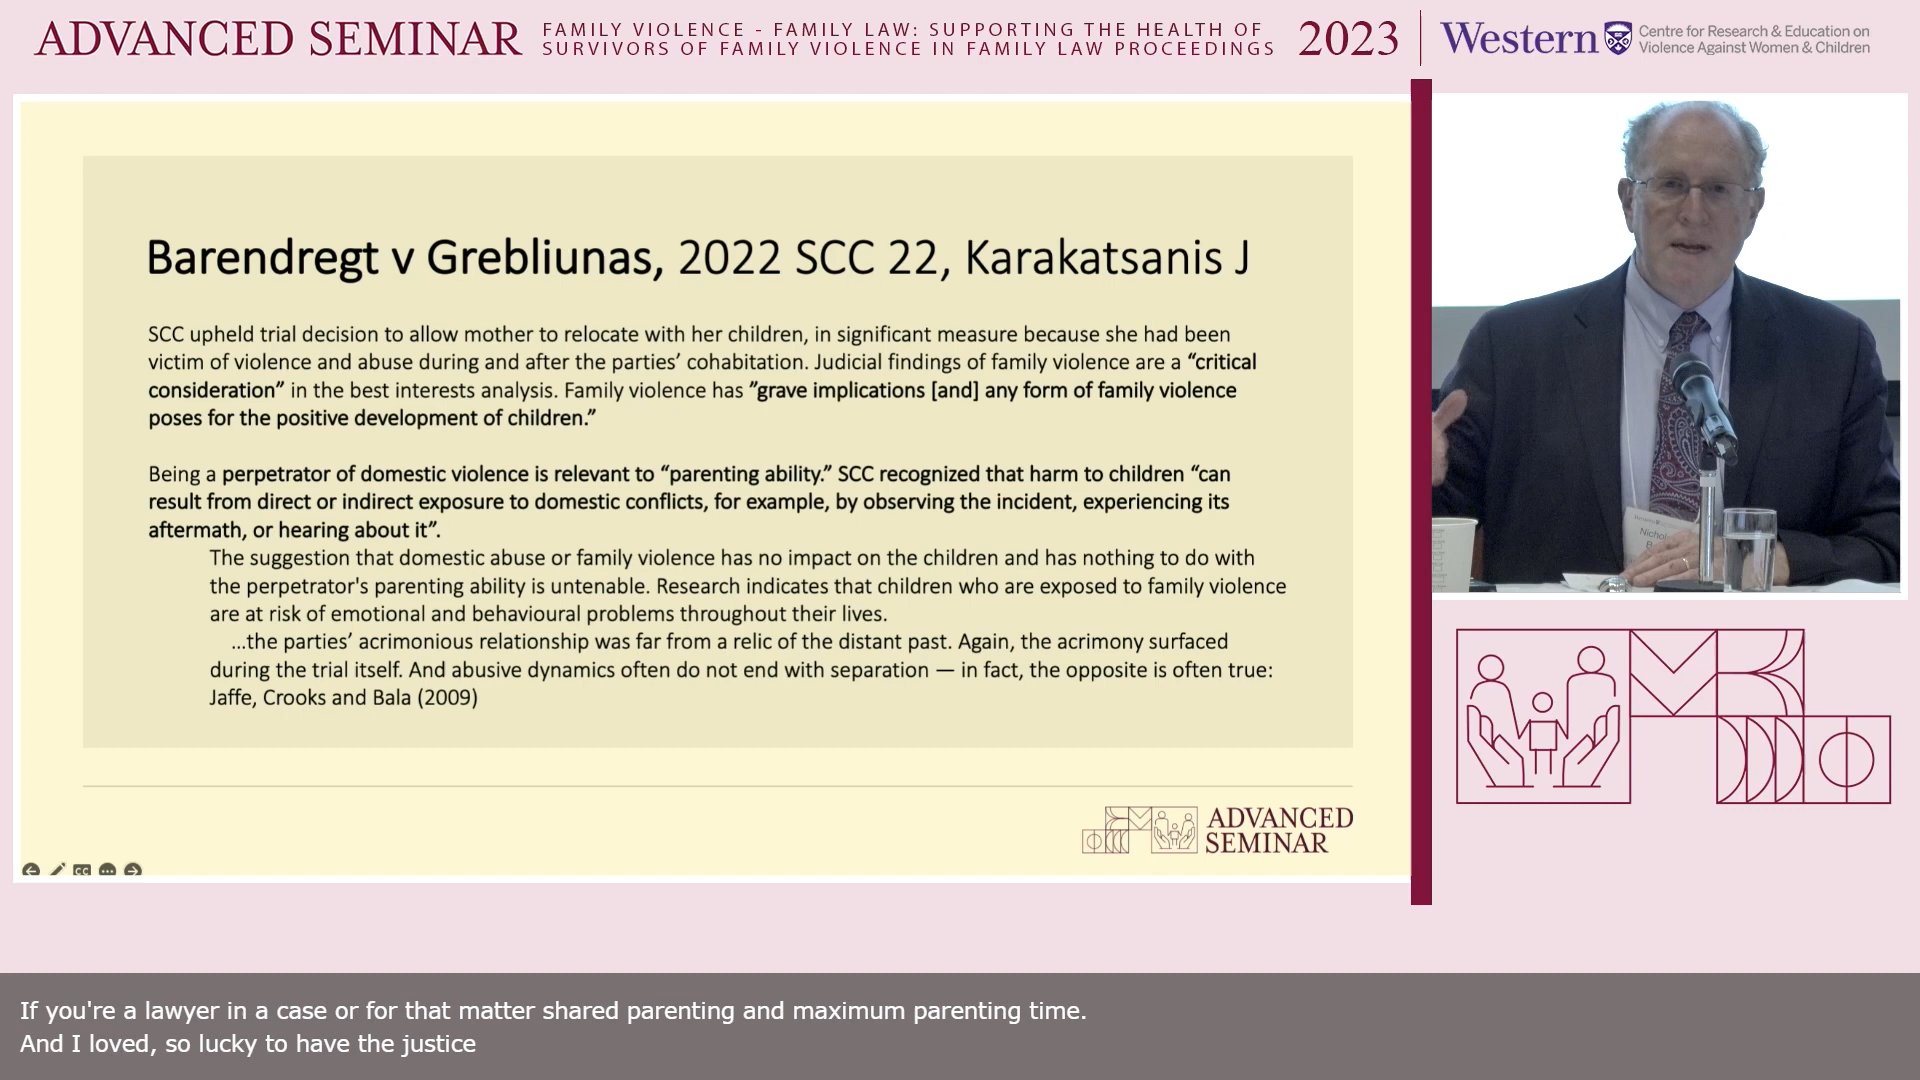 ADVANCED SEMINAR
FAMILY VIOLENCE - FAMILY LAW: SUPPORTING THE HEALTH OF
SURVIVORS OF FAMILY VIOLENCE IN FAMILY LAW PROCEEDINGS
2023
Western
Centre for Research & Education on
Violence Against Women & Children
Barendregt v Grebliunas, 2022 SCC 22, Karakatsanis J
SCC upheld trial decision to allow mother to relocate with her children, in significant measure because she had been
victim of violence and abuse during and after the parties’ cohabitation. Judicial findings of family violence are a “critical
consideration” in the best interests analysis. Family violence has ”grave implications [and] any form of family violence
poses for the positive development of children.”
Being a perpetrator of domestic violence is relevant to “parenting ability.” SCC recognized that harm to children “can
result from direct or indirect exposure to domestic conflicts, for example, by observing the incident, experiencing its
aftermath, or hearing about it”.
The suggestion that domestic abuse or family violence has no impact on the children and has nothing to do with
the perpetrator's parenting ability is untenable. Research indicates that children who are exposed to family violence
are at risk of emotional and behavioural problems throughout their lives.
…the parties’ acrimonious relationship was far from a relic of the distant past. Again, the acrimony surfaced
during the trial itself. And abusive dynamics often do not end with separation — in fact, the opposite is often true:
Jaffe, Crooks and Bala (2009)
ADVANCED
SEMINAR
CC
If you're a lawyer in a case or for that matter shared parenting and maximum parenting time.
And I loved, so lucky to have the justice